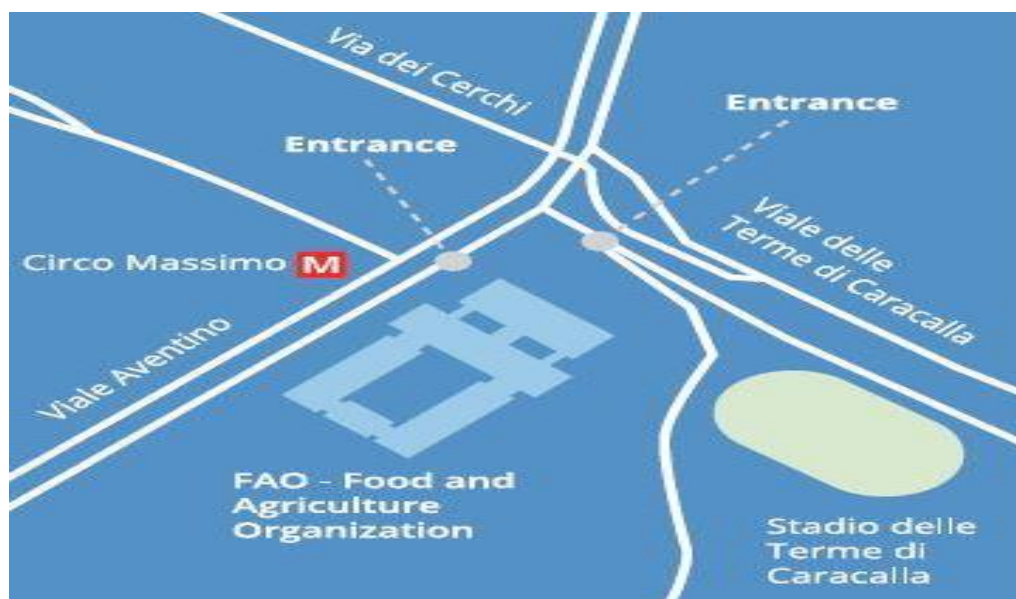 Via dei Cerchi
Entrance
Entrance
Viale delle
Terme di Caracalla
Circo Massimo M
Viale Aventino
FAO - Food and
Agriculture
Organization
Stadio delle
Terme di
Caracalla